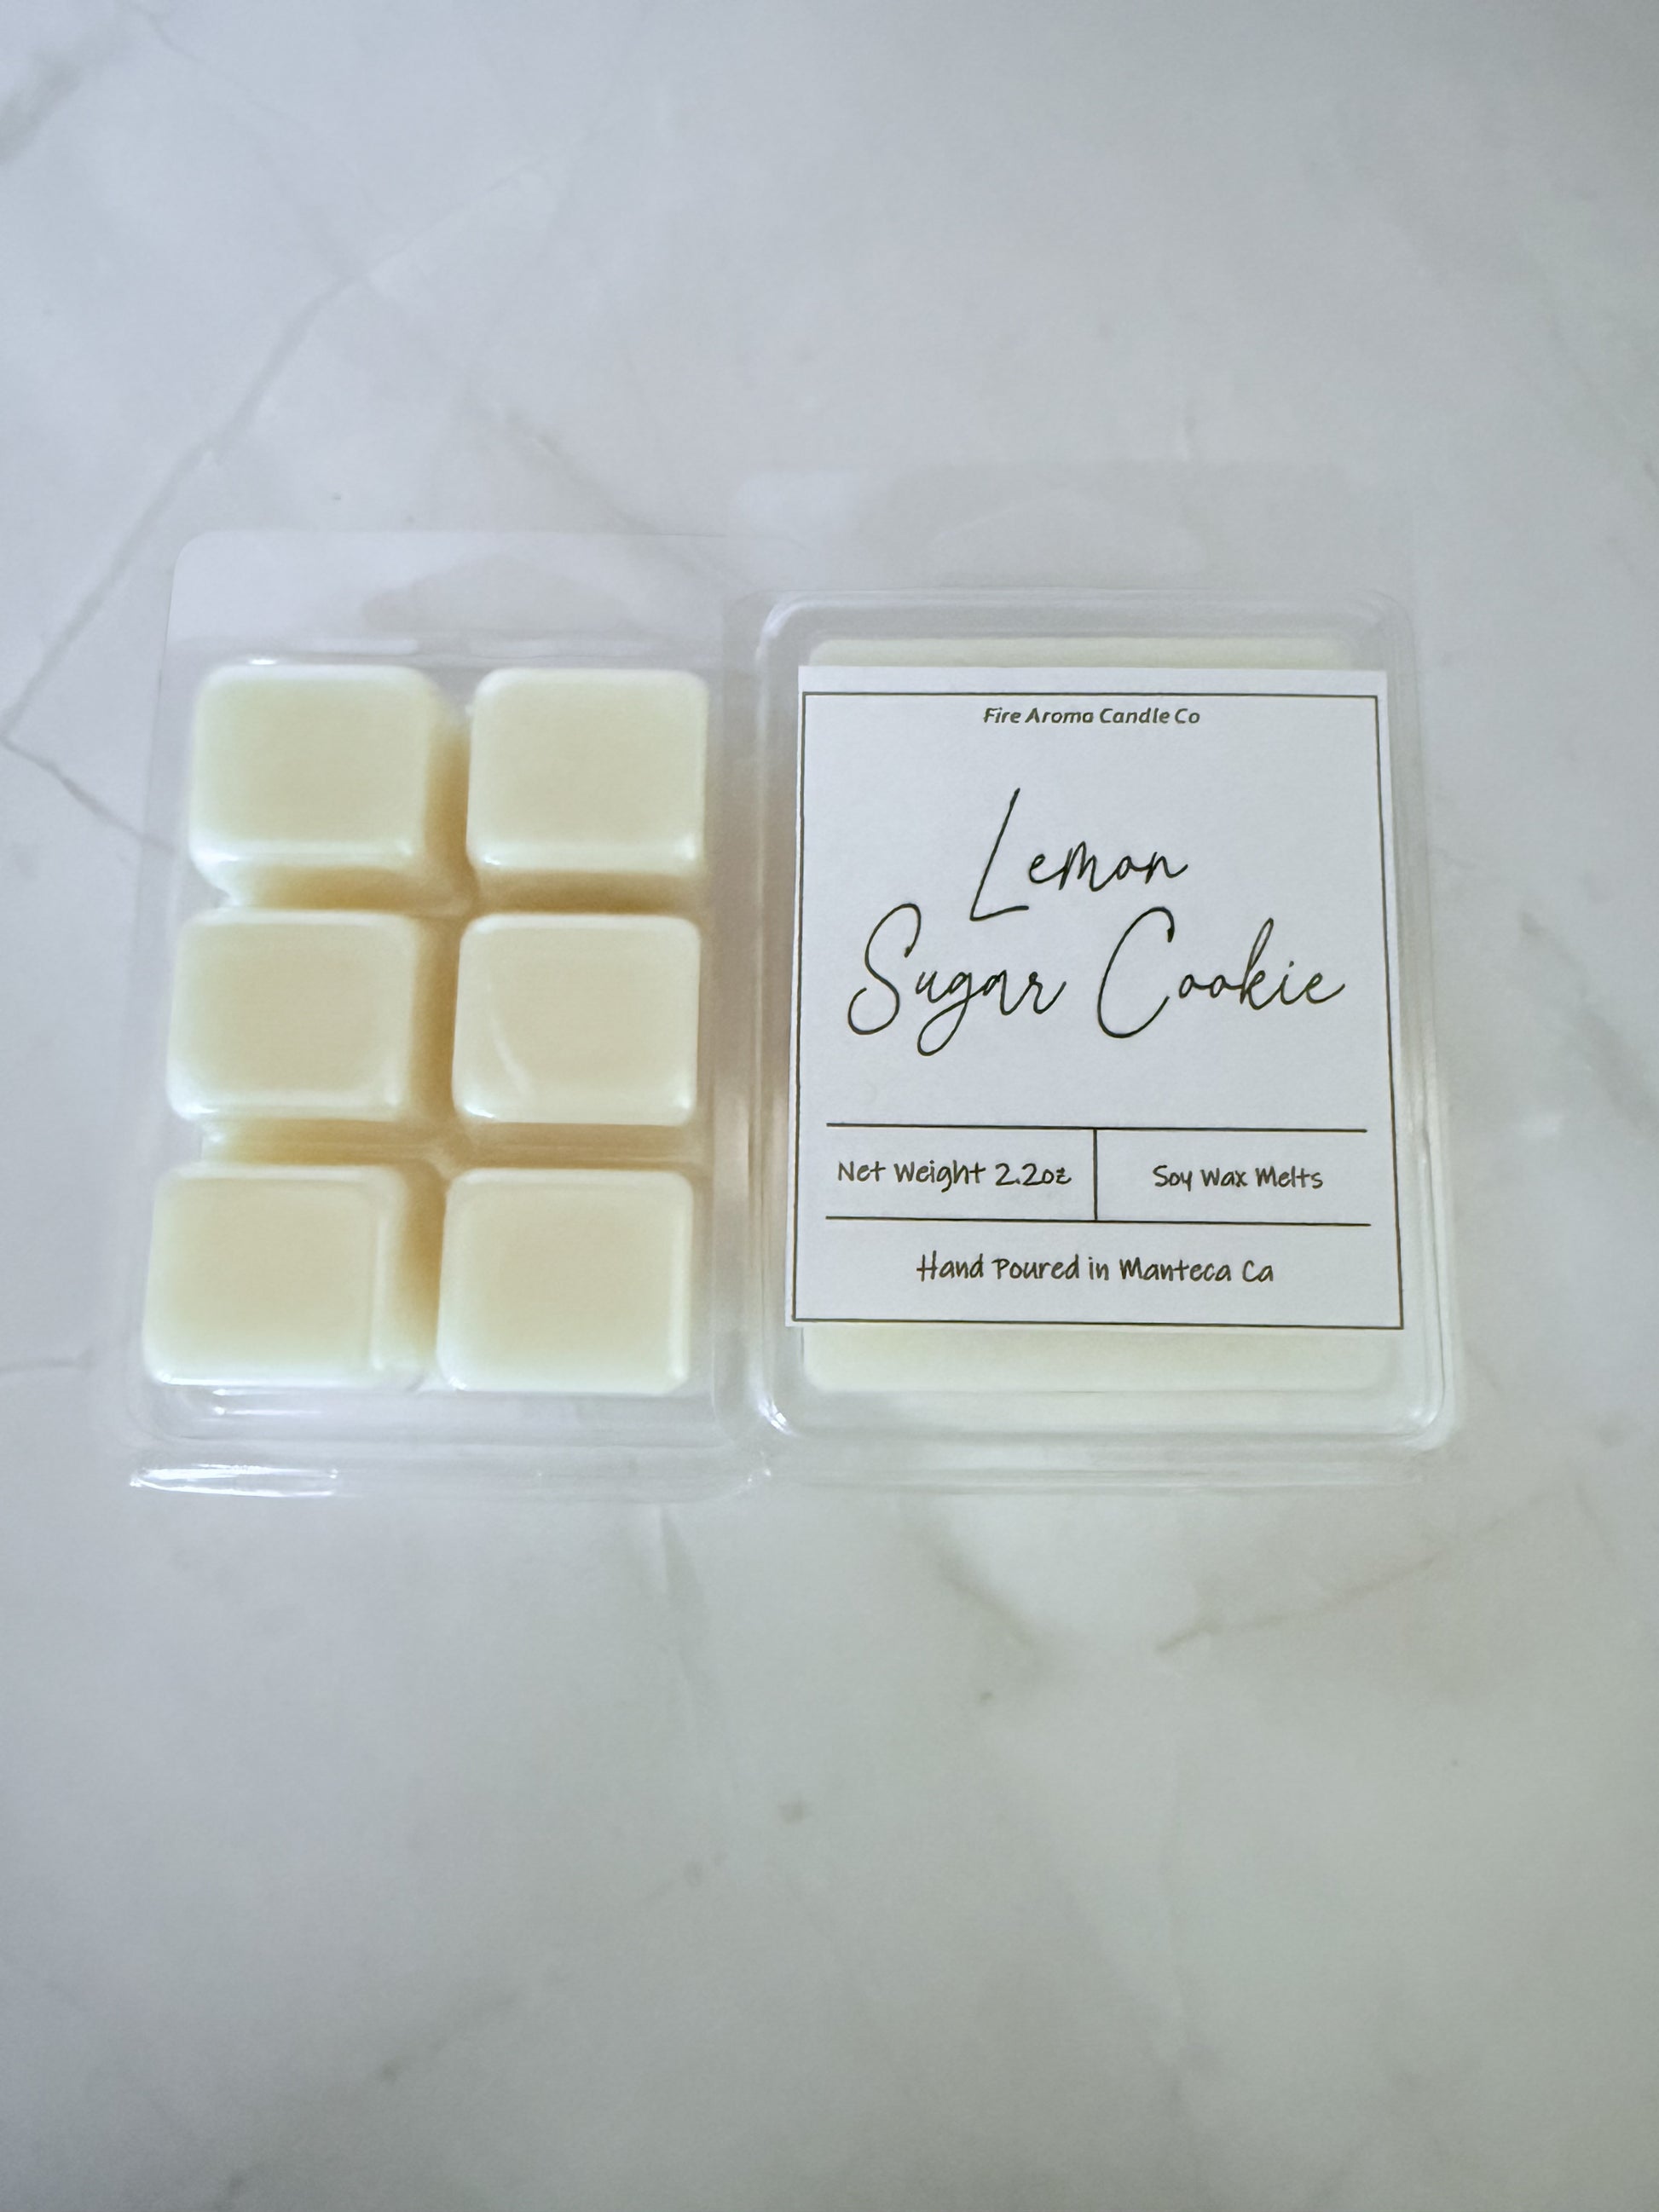 Fire Aroma Candle Co
Lemon
Sugar Cookie
Net Weight 2.2oz
Soy Wax Melts
Hand Poured in Manteca Ca